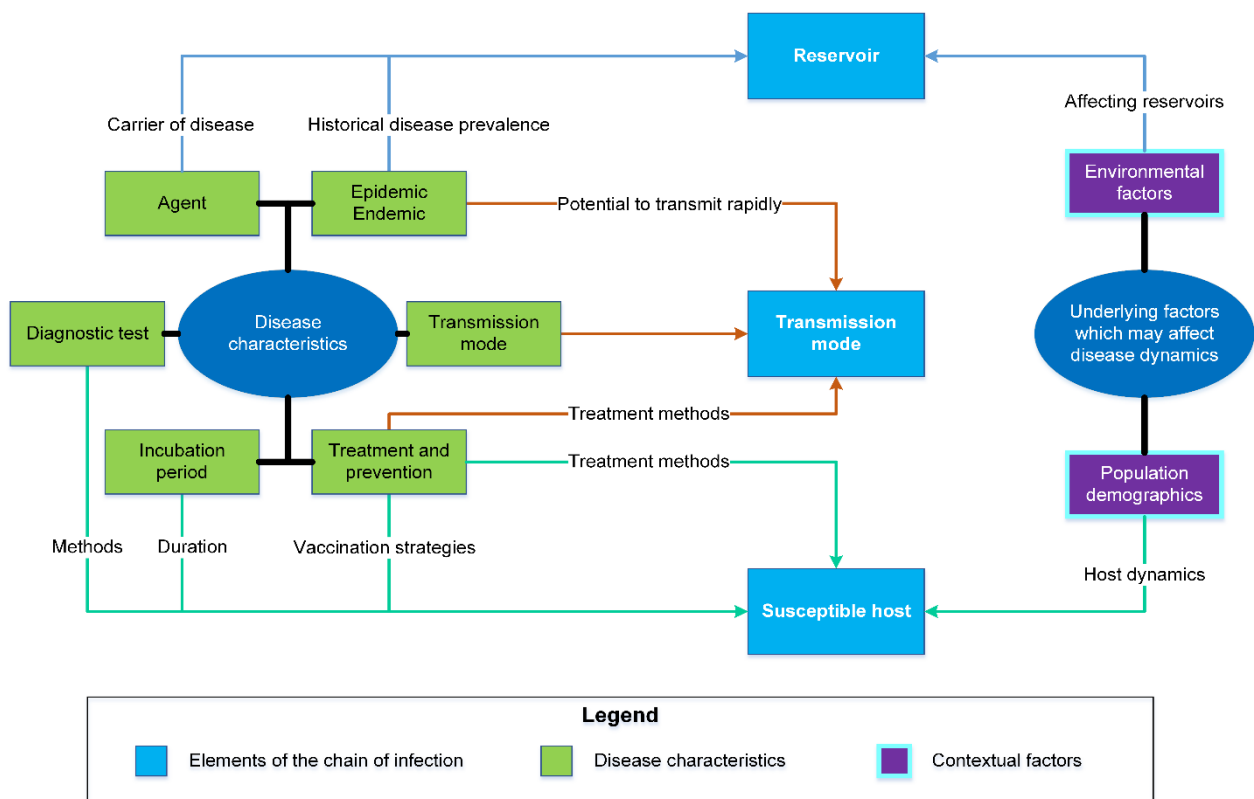 Reservoir
Carrier of disease
Historical disease prevalence
Affecting reservoirs
Agent
Epidemic
Endemic
Potential to transmit rapidly
Environmental
factors
Diagnostic test
Disease
characteristics
Transmission
mode
Transmission
mode
Underlying factors
which may affect
disease dynamics
Treatment methods
Incubation
period
Treatment and
prevention
Treatment methods
Population
demographics
Methods
Duration
Vaccination strategies
Host dynamics
Susceptible host
Legend
Elements of the chain of infection
Disease characteristics
Contextual factors